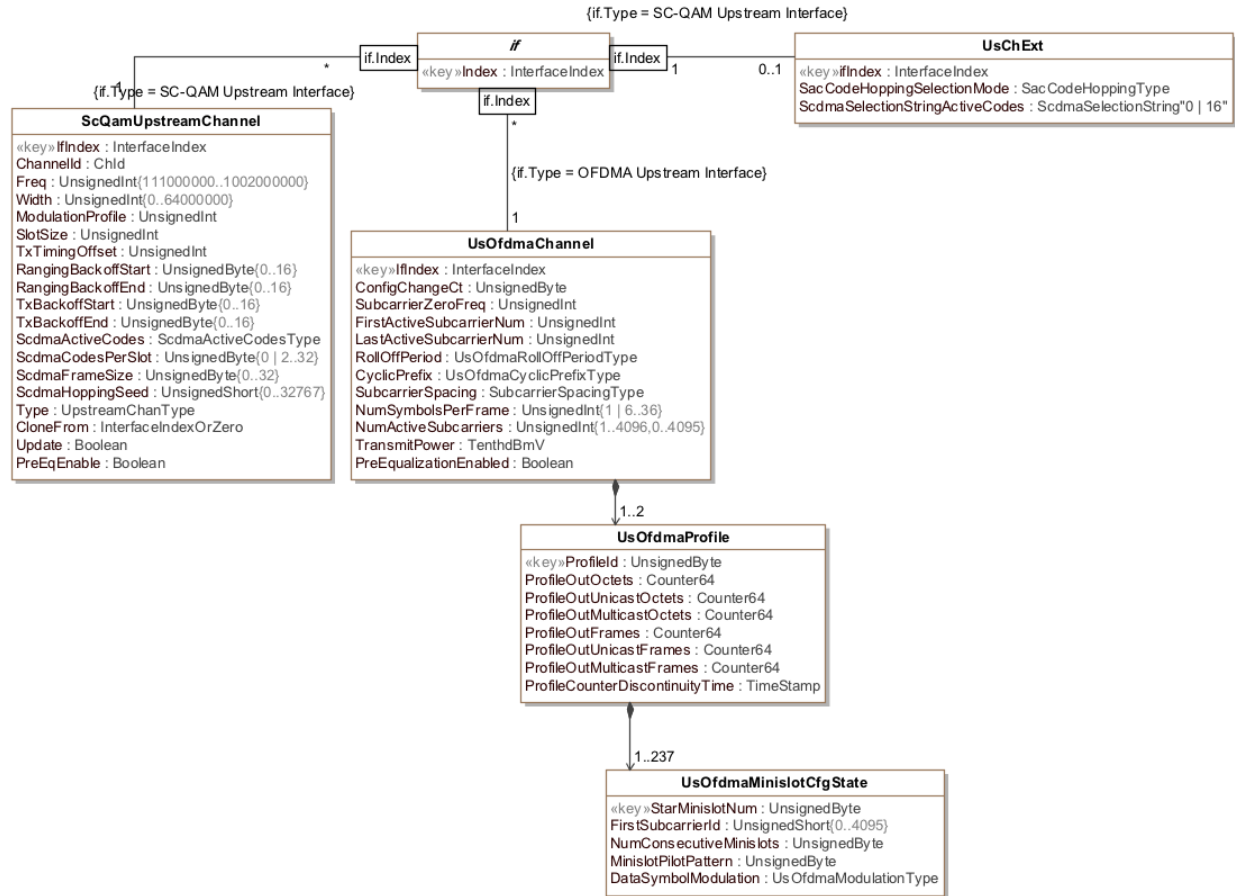 {if.Type = SC-QAM Upstream Interface}
if
«key»Index : InterfaceIndex
if.Index
*
1
{if.Type = SC-QAM Upstream Interface}
if.Index
1
0..1
UsChExt
«key»ifIndex : InterfaceIndex
SacCodeHoppingSelectionMode : SacCodeHoppingType
ScdmaSelectionStringActiveCodes : ScdmaSelectionString"0 | 16"
if.Index
*
{if.Type = OFDMA Upstream Interface}
1
ScQamUpstreamChannel
«key»IfIndex : InterfaceIndex
ChannelId : ChId
Freq : UnsignedInt{111000000..1002000000}
Width : UnsignedInt{0..64000000}
ModulationProfile : UnsignedInt
SlotSize : UnsignedInt
TxTimingOffset : UnsignedInt
RangingBackoffStart : UnsignedByte{0..16}
RangingBackoffEnd : UnsignedByte{0..16}
TxBackoffStart : UnsignedByte{0..16}
TxBackoffEnd : UnsignedByte{0..16}
ScdmaActiveCodes : ScdmaActiveCodesType
ScdmaCodesPerSlot : UnsignedByte{0 | 2..32}
ScdmaFrameSize : UnsignedByte{0..32}
ScdmaHoppingSeed : UnsignedShort{0..32767}
Type : UpstreamChanType
CloneFrom : InterfaceIndexOrZero
Update : Boolean
PreEqEnable : Boolean
UsOfdmaChannel
«key»IfIndex : InterfaceIndex
ConfigChangeCt : UnsignedByte
SubcarrierZeroFreq : UnsignedInt
FirstActiveSubcarrierNum : UnsignedInt
LastActiveSubcarrierNum : UnsignedInt
RollOffPeriod : UsOfdmaRollOffPeriodType
CyclicPrefix : UsOfdmaCyclicPrefixType
SubcarrierSpacing : SubcarrierSpacingType
NumSymbolsPerFrame : UnsignedInt{1 | 6..36}
NumActiveSubcarriers : UnsignedInt{1..4096,0..4095}
TransmitPower : TenthdBmV
PreEqualizationEnabled : Boolean
1..2
UsOfdmaProfile
«key»ProfileId : UnsignedByte
ProfileOutOctets : Counter64
ProfileOutUnicastOctets : Counter64
ProfileOutMulticastOctets : Counter64
ProfileOutFrames : Counter64
ProfileOutUnicastFrames : Counter64
ProfileOutMulticastFrames : Counter64
ProfileCounterDiscontinuityTime : TimeStamp
1..237
UsOfdmaMinislotCfgState
«key»StarMinislotNum : UnsignedByte
FirstSubcarrierId : UnsignedShort{0..4095}
NumConsecutiveMinislots : UnsignedByte
MinislotPilotPattern : UnsignedByte
DataSymbolModulation : UsOfdmaModulationType